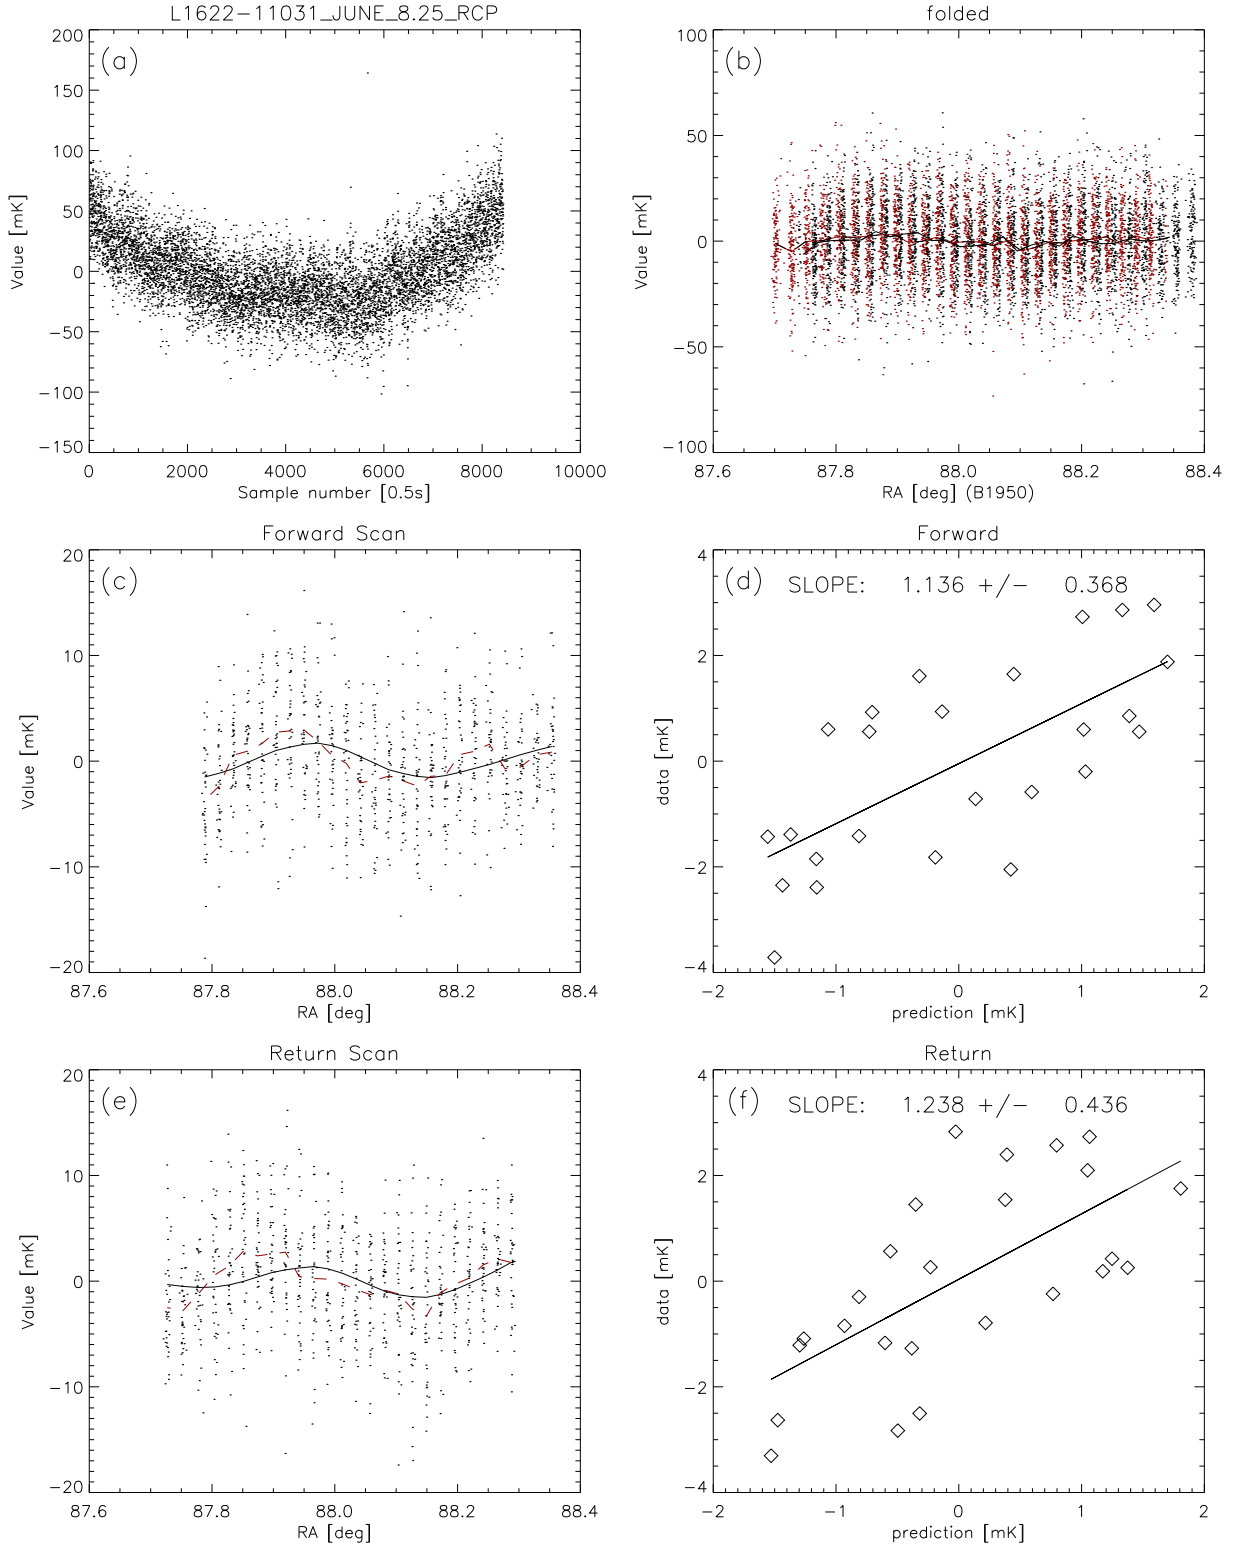 L1622-11031_JUNE_8.25_RCP
(a)
Value [mK]
200
150
100
50
0
-50
-100
-150
0 2000 4000 6000 8000 10000
Sample number [0.5s]
folded
(b)
Value [mK]
100
50
0
-50
-100
87.6 87.8 88.0 88.2 88.4
RA [deg] (B1950)
Forward Scan
(c)
Value [mK]
20
10
0
-10
-20
87.6 87.8 88.0 88.2 88.4
RA [deg]
Forward
(d) SLOPE: 1.136 +/- 0.368
data [mK]
4
2
0
-2
-4
-2 -1 0 1 2
prediction [mK]
Return Scan
(e)
Value [mK]
20
10
0
-10
-20
87.6 87.8 88.0 88.2 88.4
RA [deg]
Return
(f) SLOPE: 1.238 +/- 0.436
data [mK]
4
2
0
-2
-4
-2 -1 0 1 2
prediction [mK]